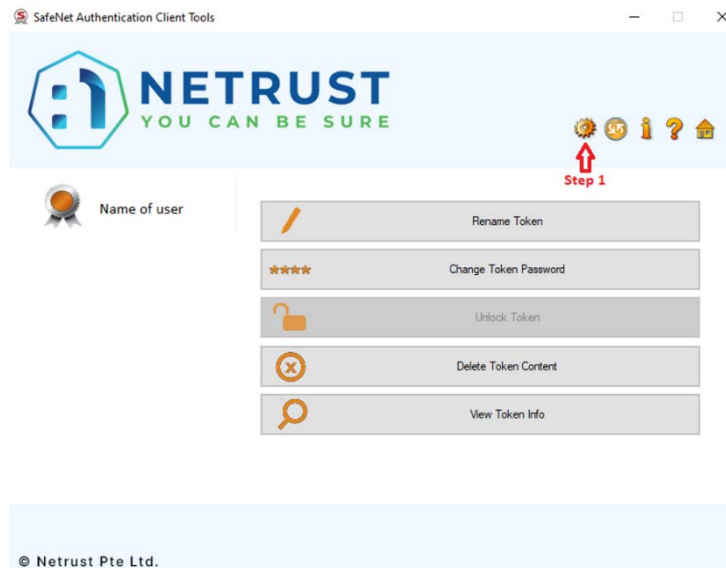 SafeNet Authentication Client Tools
NETRUST
YOU CAN BE SURE
Step 1
Name of user
Rename Token
Change Token Password
Unlock Token
Delete Token Content
View Token Info
© Netrust Pte Ltd.